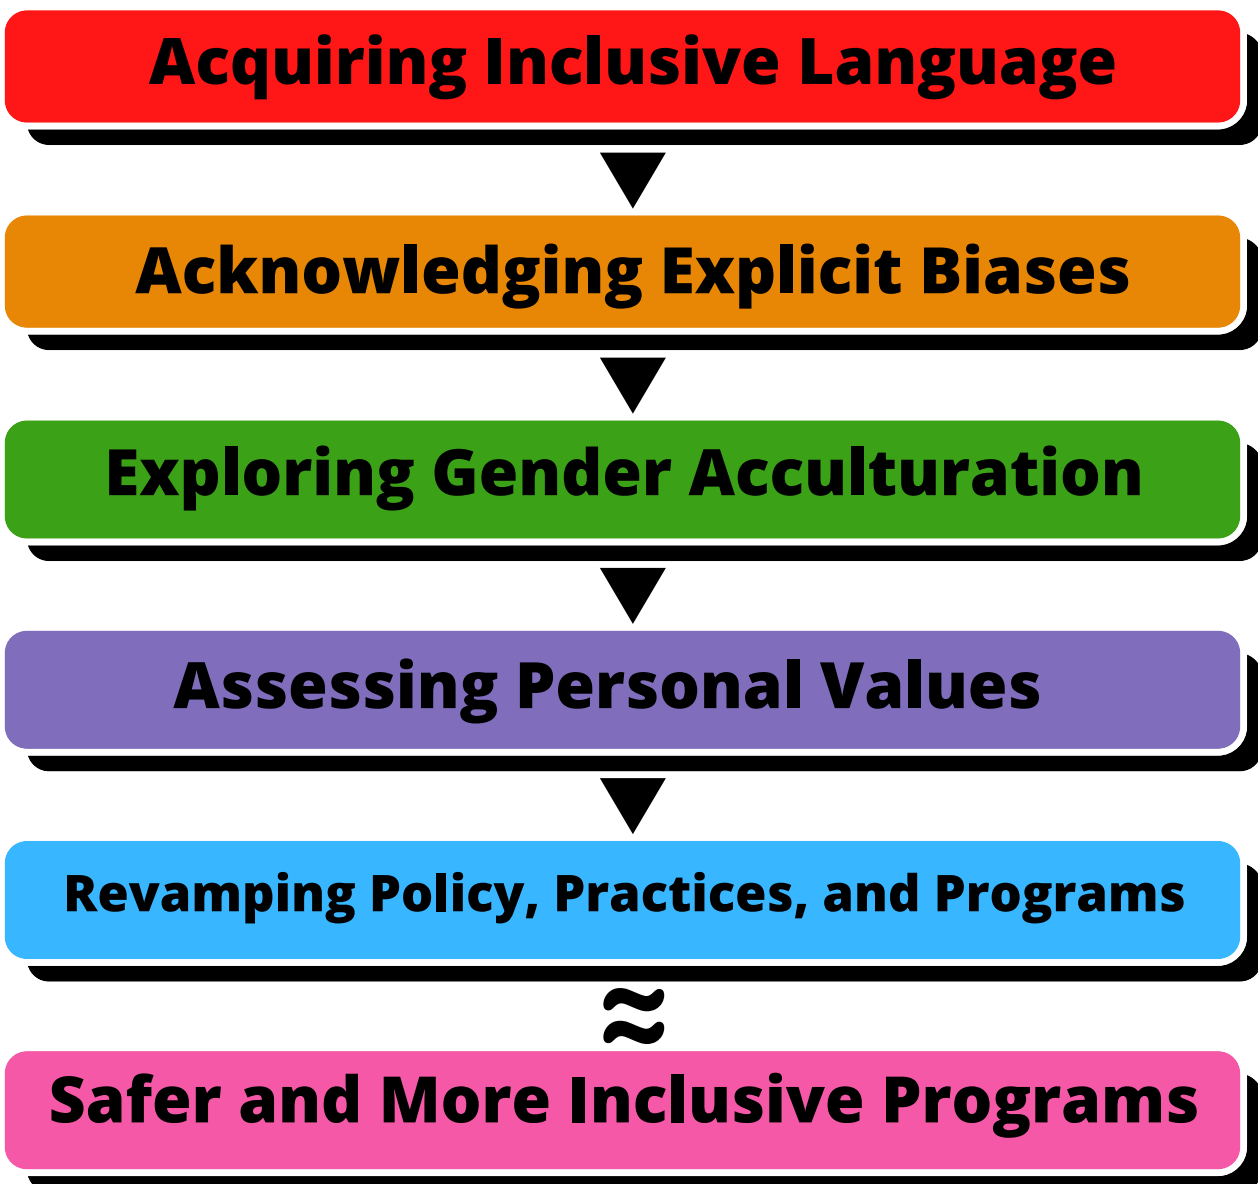 Acquiring Inclusive Language
Acknowledging Explicit Biases
Exploring Gender Acculturation
Assessing Personal Values
Revamping Policy, Practices, and Programs
≈
Safer and More Inclusive Programs